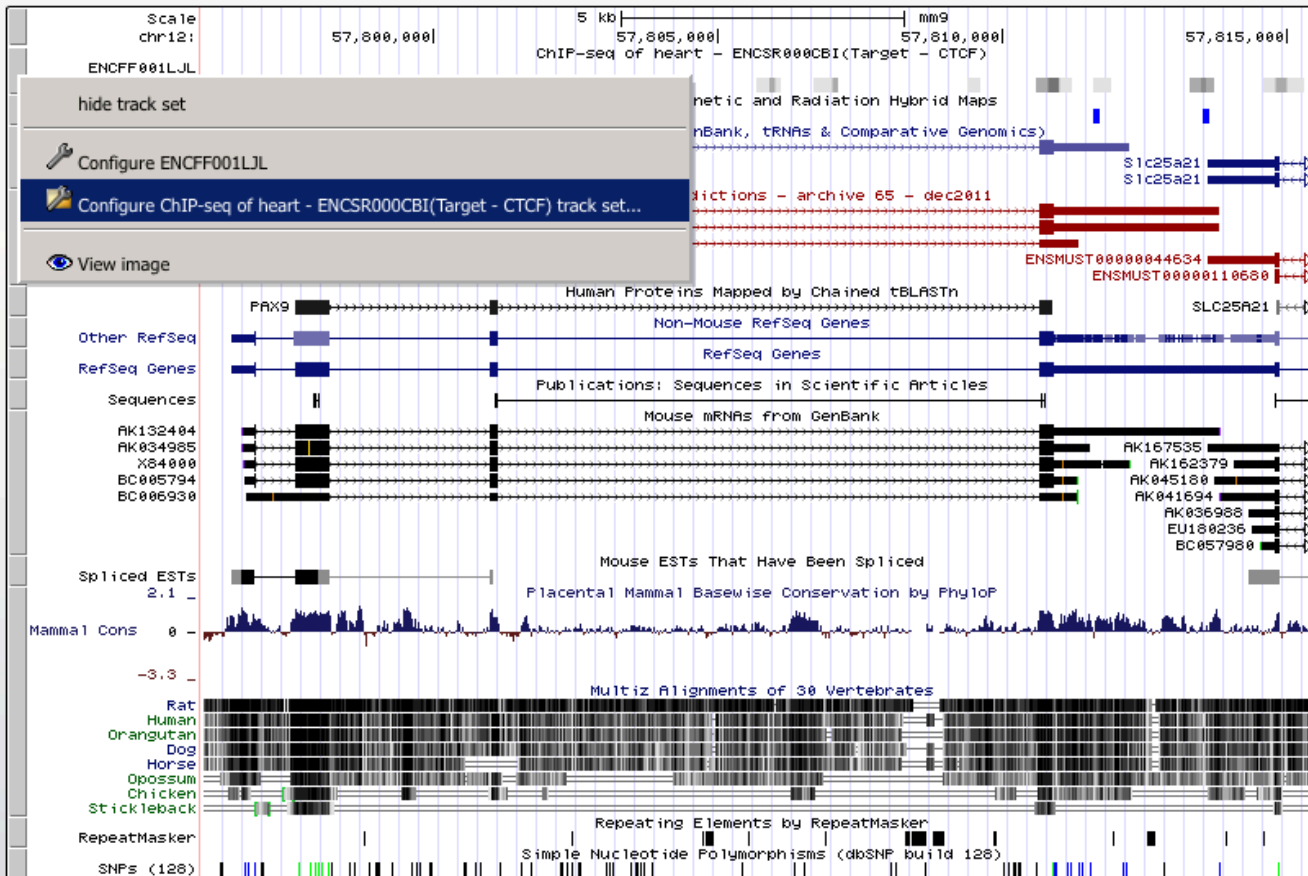 Scale 5 kb mm9
chr12: 57,800,000| 57,805,000| 57,810,000| 57,815,000|
ChIP-seq of heart - ENCSR000CBI(Target - CTCF)
ENCFF001LJL
hide track set
netic and Radiation Hybrid Maps
nBank, tRNAs & Comparative Genomics)
Configure ENCFF001LJL
Slc25a21
Slc25a21
dictions - archive 65 - dec2011
Configure ChIP-seq of heart - ENCSR000CBI(Target - CTCF) track set...
View image
ENSMUST00000044634
ENSMUST00000110680
Human Proteins Mapped by Chained tBLASTn
PAX9 SLC25A21
Non-Mouse RefSeq Genes
Other RefSeq
RefSeq Genes
RefSeq Genes
Publications: Sequences in Scientific Articles
Sequences
Mouse mRNAs from GenBank
AK132404
AK034985 AK167535
X84000 AK162379
BC005794 AK045180
BC006930 AK041694
AK036988
EU180236
BC057980
Mouse ESTs That Have Been Spliced
Spliced ESTs
2.1 _
Placental Mammal Basewise Conservation by PhyloP
Mammal Cons 0 -
-3.3 _
Multiz Alignments of 30 Vertebrates
Rat
Human
Orangutan
Dog
Horse
Opossum
Chicken
Stickleback
Repeating Elements by RepeatMasker
RepeatMasker
Simple Nucleotide Polymorphisms (dbSNP build 128)
SNPs (128)